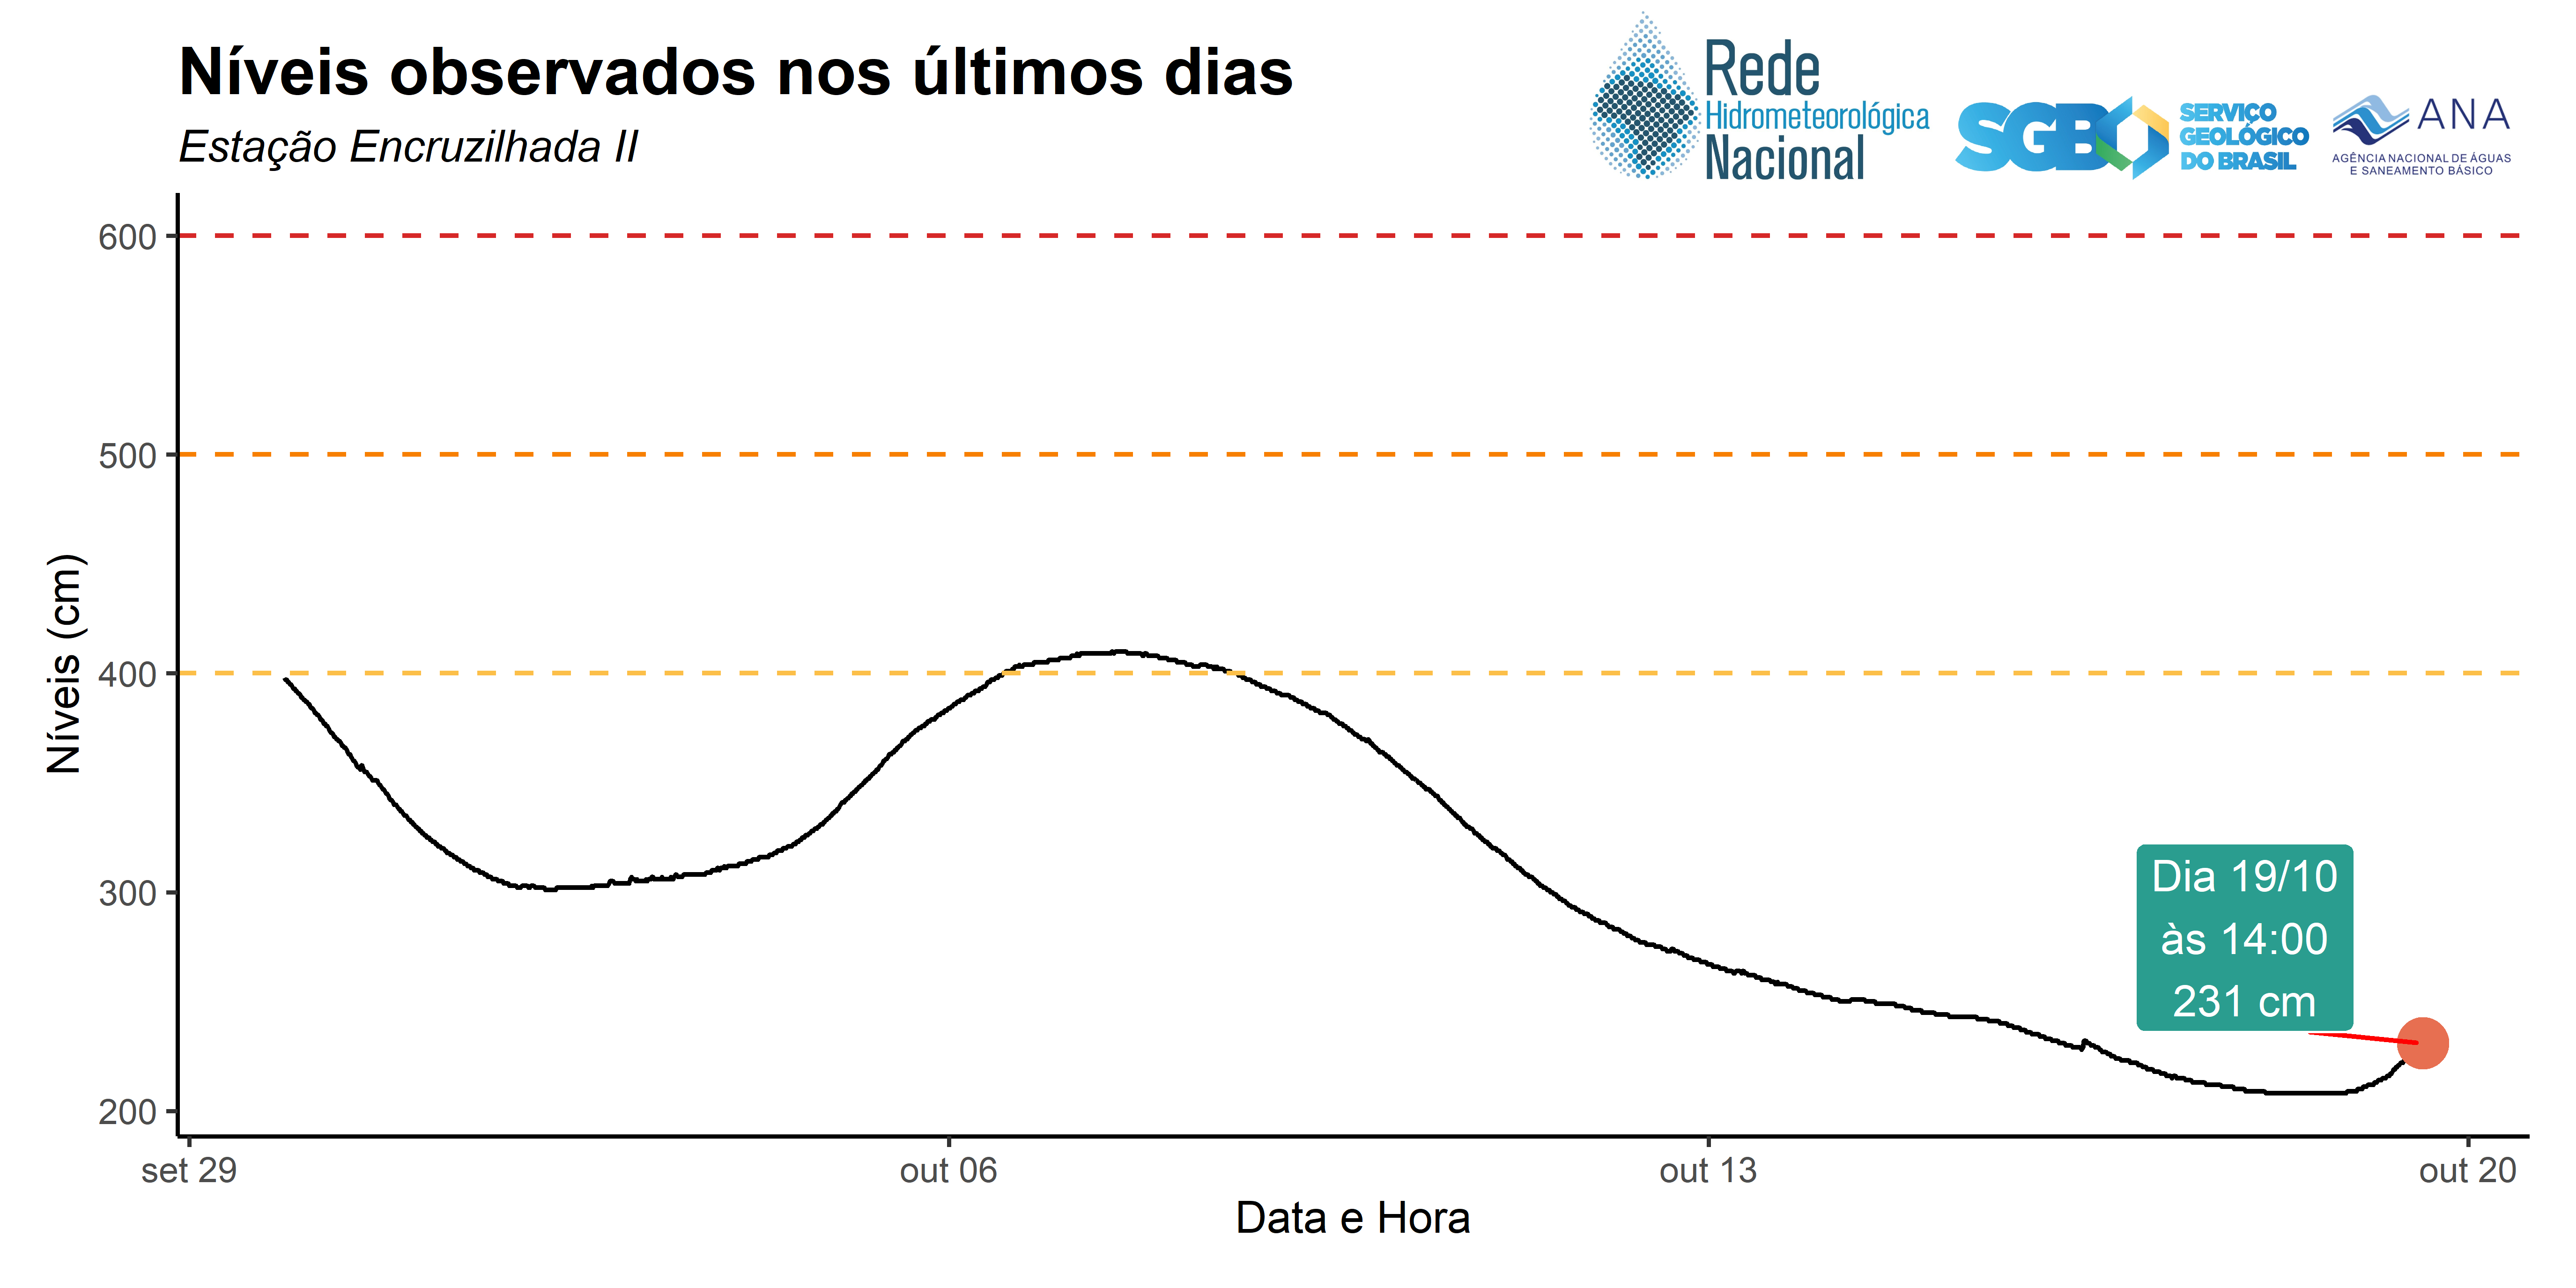 Níveis observados nos últimos dias
Estação Encruzilhada II
Rede
Hidrometeorológica
Nacional
SGB
SERVIÇO
GEOLÓGICO
DO BRASIL
ANA
AGÊNCIA NACIONAL DE ÁGUAS
E SANEAMENTO BÁSICO
Níveis (cm)
600
500
400
300
200
Dia 19/10
às 14:00
231 cm
set 29
out 06
out 13
out 20
Data e Hora